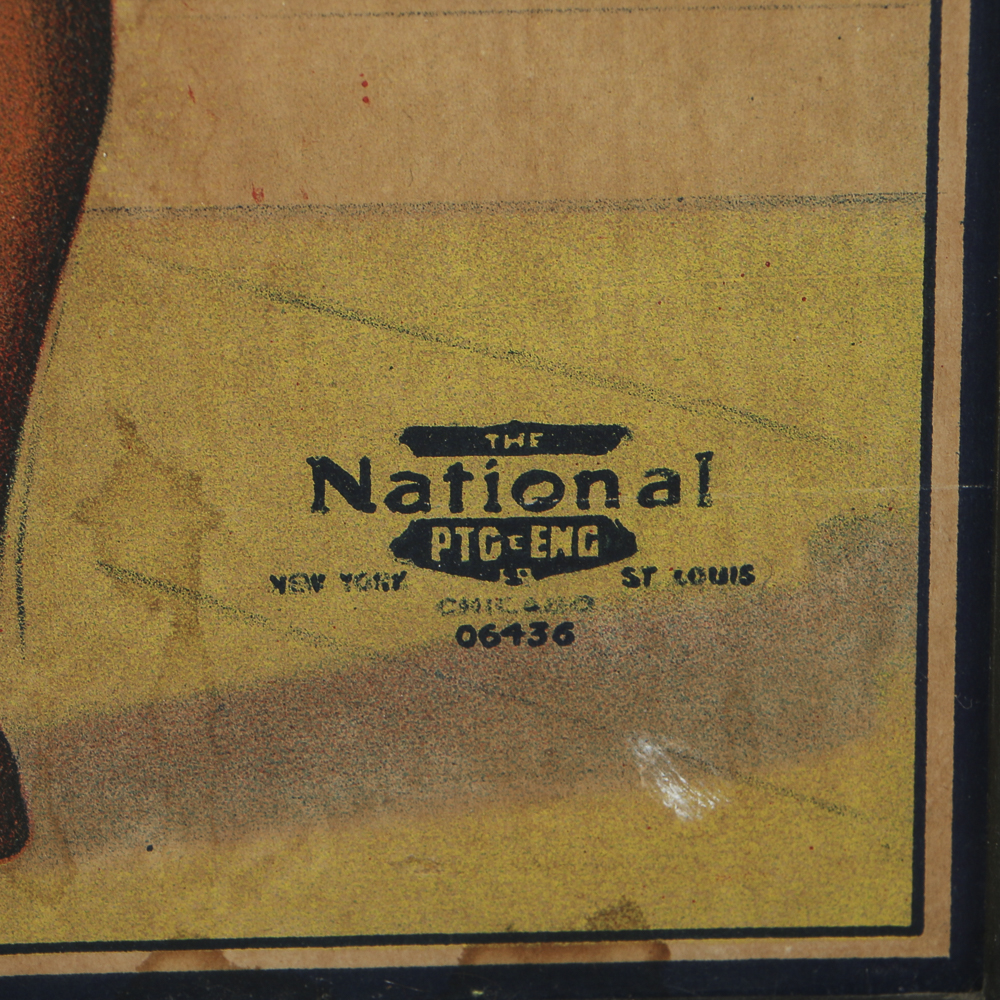 THE
National
PTG & ENG
Co
NEW YORK ST. LOUIS
CHICAGO
06436